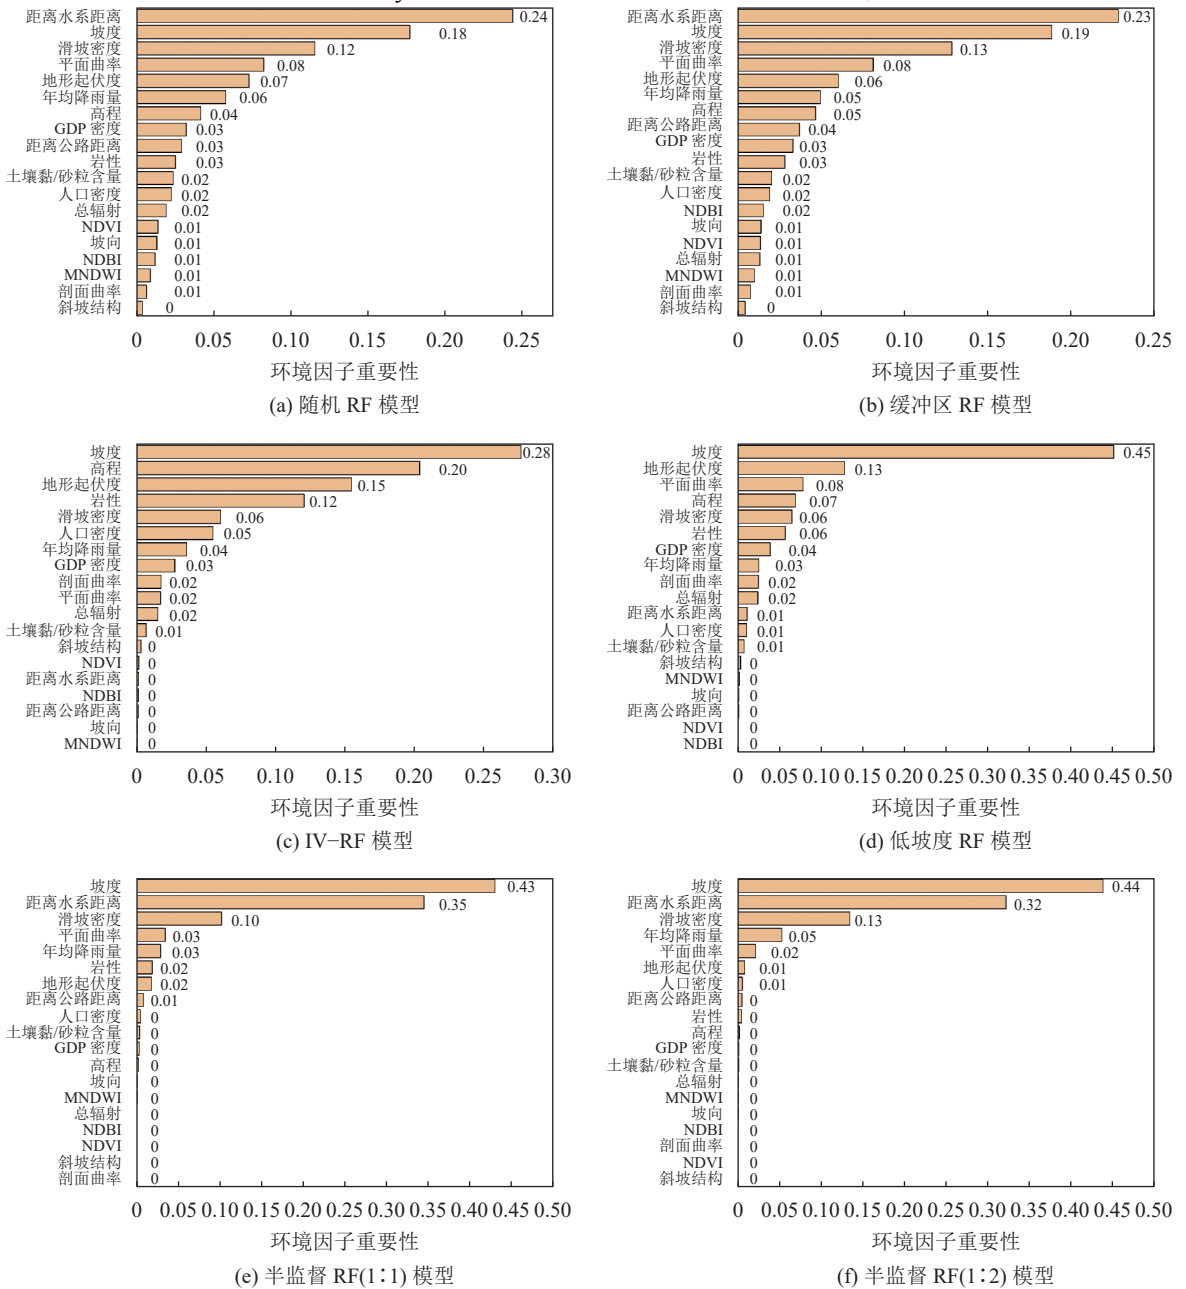 距离水系距离 0.24
坡度 0.18
滑坡密度 0.12
平面曲率 0.08
地形起伏度 0.07
年均降雨量 0.06
高程 0.04
GDP 密度 0.03
距离公路距离 0.03
岩性 0.03
土壤黏/砂粒含量 0.02
人口密度 0.02
总辐射 0.02
NDVI 0.01
坡向 0.01
NDBI 0.01
MNDWI 0.01
剖面曲率 0.01
斜坡结构 0
0 0.05 0.10 0.15 0.20 0.25
环境因子重要性
(a) 随机 RF 模型
距离水系距离 0.23
坡度 0.19
滑坡密度 0.13
平面曲率 0.08
地形起伏度 0.06
年均降雨量 0.05
高程 0.05
距离公路距离 0.04
GDP 密度 0.03
岩性 0.03
土壤黏/砂粒含量 0.02
人口密度 0.02
NDBI 0.02
坡向 0.01
NDVI 0.01
总辐射 0.01
MNDWI 0.01
剖面曲率 0.01
斜坡结构 0
0 0.05 0.10 0.15 0.20 0.25
环境因子重要性
(b) 缓冲区 RF 模型
坡度 0.28
高程 0.20
地形起伏度 0.15
岩性 0.12
滑坡密度 0.06
人口密度 0.05
年均降雨量 0.04
GDP 密度 0.03
剖面曲率 0.02
平面曲率 0.02
总辐射 0.02
土壤黏/砂粒含量 0.01
斜坡结构 0
NDVI 0
距离水系距离 0
NDBI 0
距离公路距离 0
坡向 0
MNDWI 0
0 0.05 0.10 0.15 0.20 0.25 0.30
环境因子重要性
(c) IV−RF 模型
坡度 0.45
地形起伏度 0.13
平面曲率 0.08
高程 0.07
滑坡密度 0.06
岩性 0.06
GDP 密度 0.04
年均降雨量 0.03
剖面曲率 0.02
总辐射 0.02
距离水系距离 0.01
人口密度 0.01
土壤黏/砂粒含量 0.01
斜坡结构 0
MNDWI 0
坡向 0
距离公路距离 0
NDVI 0
NDBI 0
0 0.05 0.10 0.15 0.20 0.25 0.30 0.35 0.40 0.45 0.50
环境因子重要性
(d) 低坡度 RF 模型
坡度 0.43
距离水系距离 0.35
滑坡密度 0.10
平面曲率 0.03
年均降雨量 0.03
岩性 0.02
地形起伏度 0.02
距离公路距离 0.01
人口密度 0
土壤黏/砂粒含量 0
GDP 密度 0
高程 0
坡向 0
MNDWI 0
总辐射 0
NDBI 0
NDVI 0
斜坡结构 0
剖面曲率 0
0 0.05 0.10 0.15 0.20 0.25 0.30 0.35 0.40 0.45 0.50
环境因子重要性
(e) 半监督 RF(1∶1) 模型
坡度 0.44
距离水系距离 0.32
滑坡密度 0.13
年均降雨量 0.05
平面曲率 0.02
地形起伏度 0.01
人口密度 0.01
距离公路距离 0
岩性 0
高程 0
GDP 密度 0
土壤黏/砂粒含量 0
总辐射 0
MNDWI 0
坡向 0
NDBI 0
剖面曲率 0
NDVI 0
斜坡结构 0
0 0.05 0.10 0.15 0.20 0.25 0.30 0.35 0.40 0.45 0.50
环境因子重要性
(f) 半监督 RF(1∶2) 模型